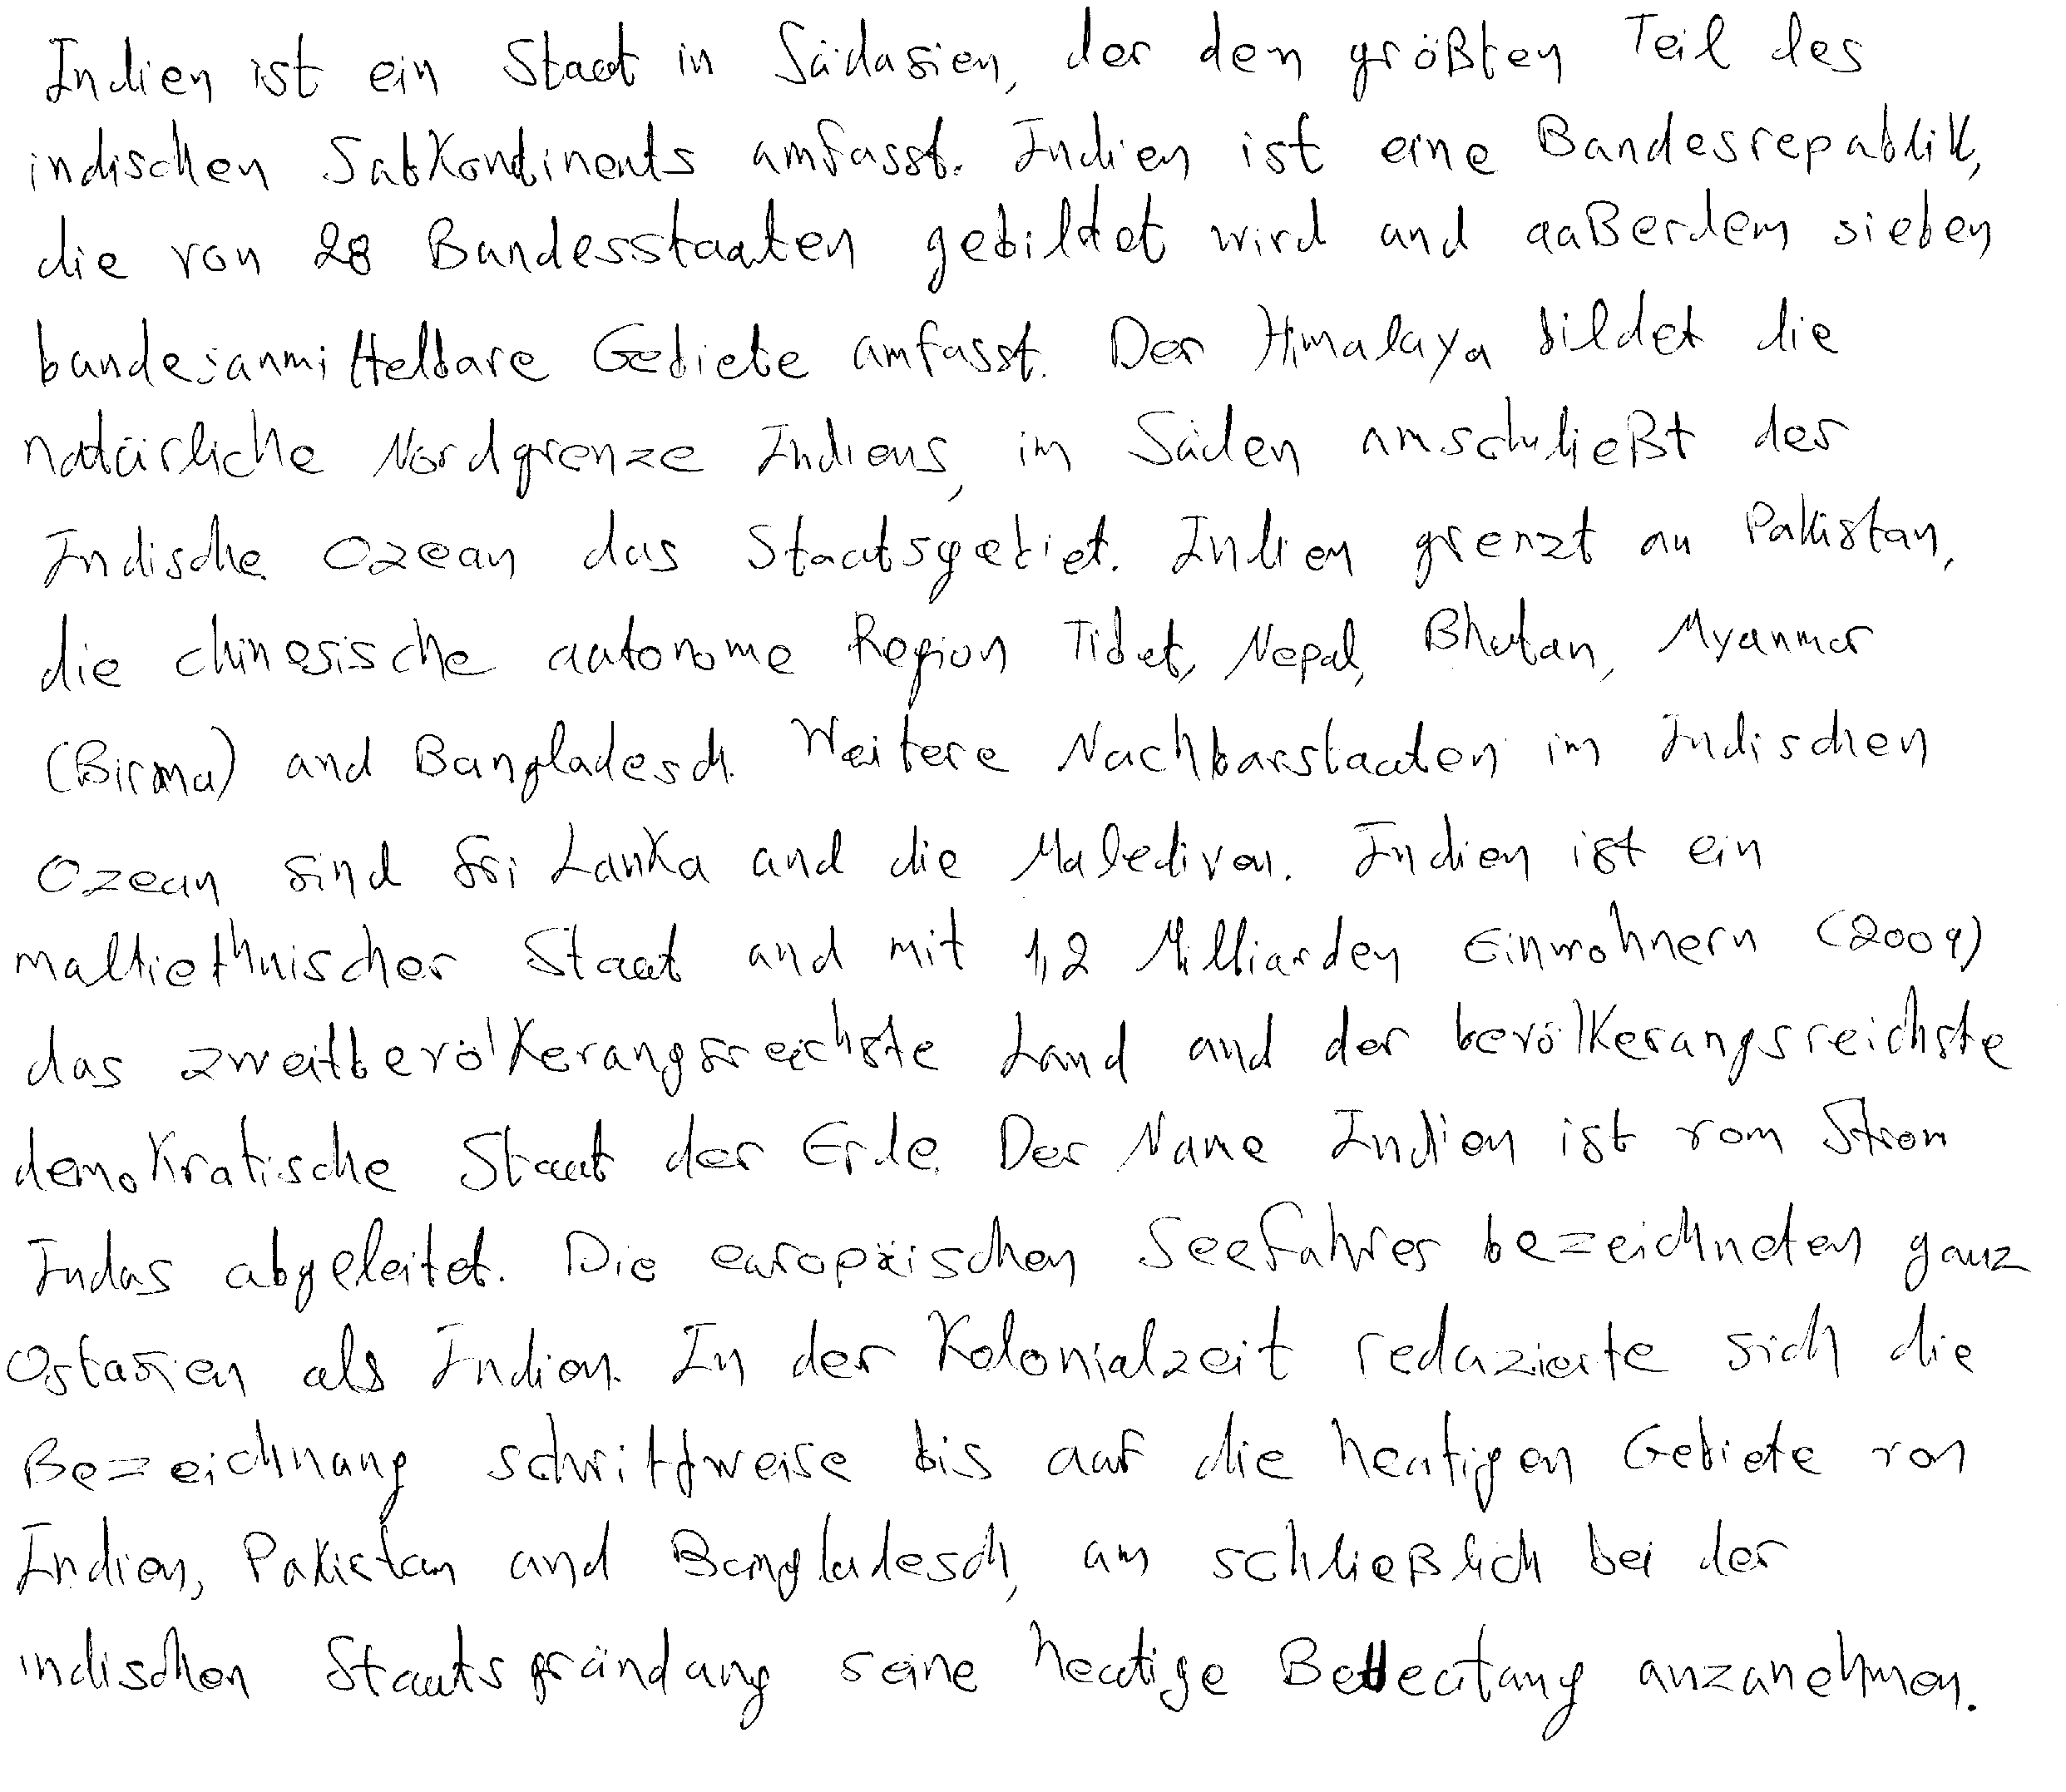 Indien ist ein Staat in Südasien, der den größten Teil des
indischen Subkontinents umfasst. Indien ist eine Bundesrepublik,
die von 28 Bundesstaaten gebildet wird und außerdem sieben
bundesunmittelbare Gebiete umfasst. Der Himalaya bildet die
natürliche Nordgrenze Indiens, im Süden umschließt der
Indische Ozean das Staatsgebiet. Indien grenzt an Pakistan,
die chinesische autonome Region Tibet, Nepal, Bhutan, Myanmar
(Birma) und Bangladesch. Weitere Nachbarstaaten im Indischen
Ozean sind Sri Lanka und die Malediven. Indien ist ein
multiethnischer Staat und mit 1,2 Milliarden Einwohnern (2009)
das zweitbevölkerungsreichste Land und der bevölkerungsreichste
demokratische Staat der Erde. Der Name Indien ist vom Strom
Indus abgeleitet. Die europäischen Seefahrer bezeichneten ganz
Ostasien als Indien. In der Kolonialzeit reduzierte sich die
Bezeichnung schrittweise bis auf die heutigen Gebiete von
Indien, Pakistan und Bangladesch, um schließlich bei der
indischen Staatsgründung seine heutige Bedeutung anzunehmen.